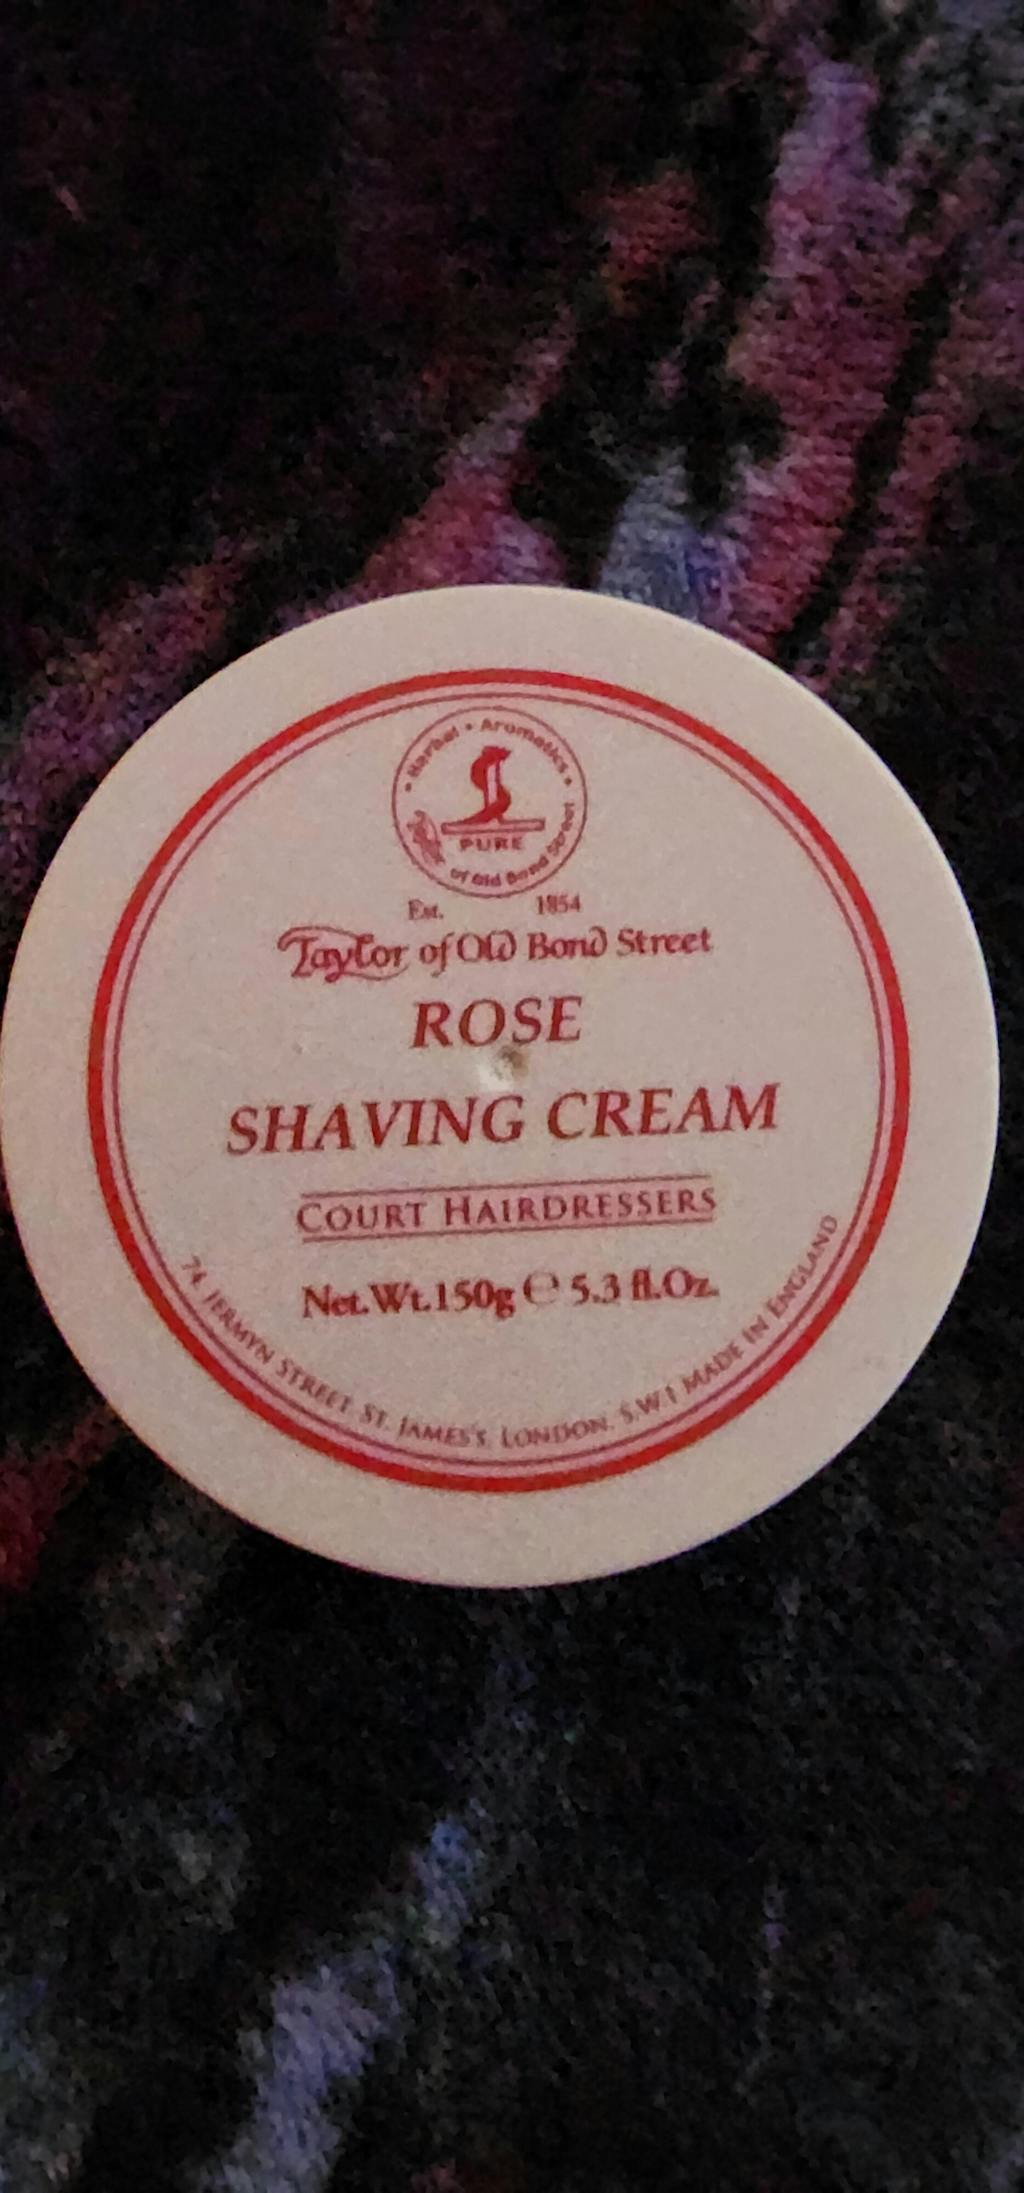 • Herbal • Aromatics •
PURE
Taylor of Old Bond Street
Est. 1854
Taylor of Old Bond Street
ROSE
SHAVING CREAM
COURT HAIRDRESSERS
Net.Wt.150g ℮ 5.3 fl.Oz.
74, JERMYN STREET, ST. JAMES'S, LONDON. S.W.1 MADE IN ENGLAND